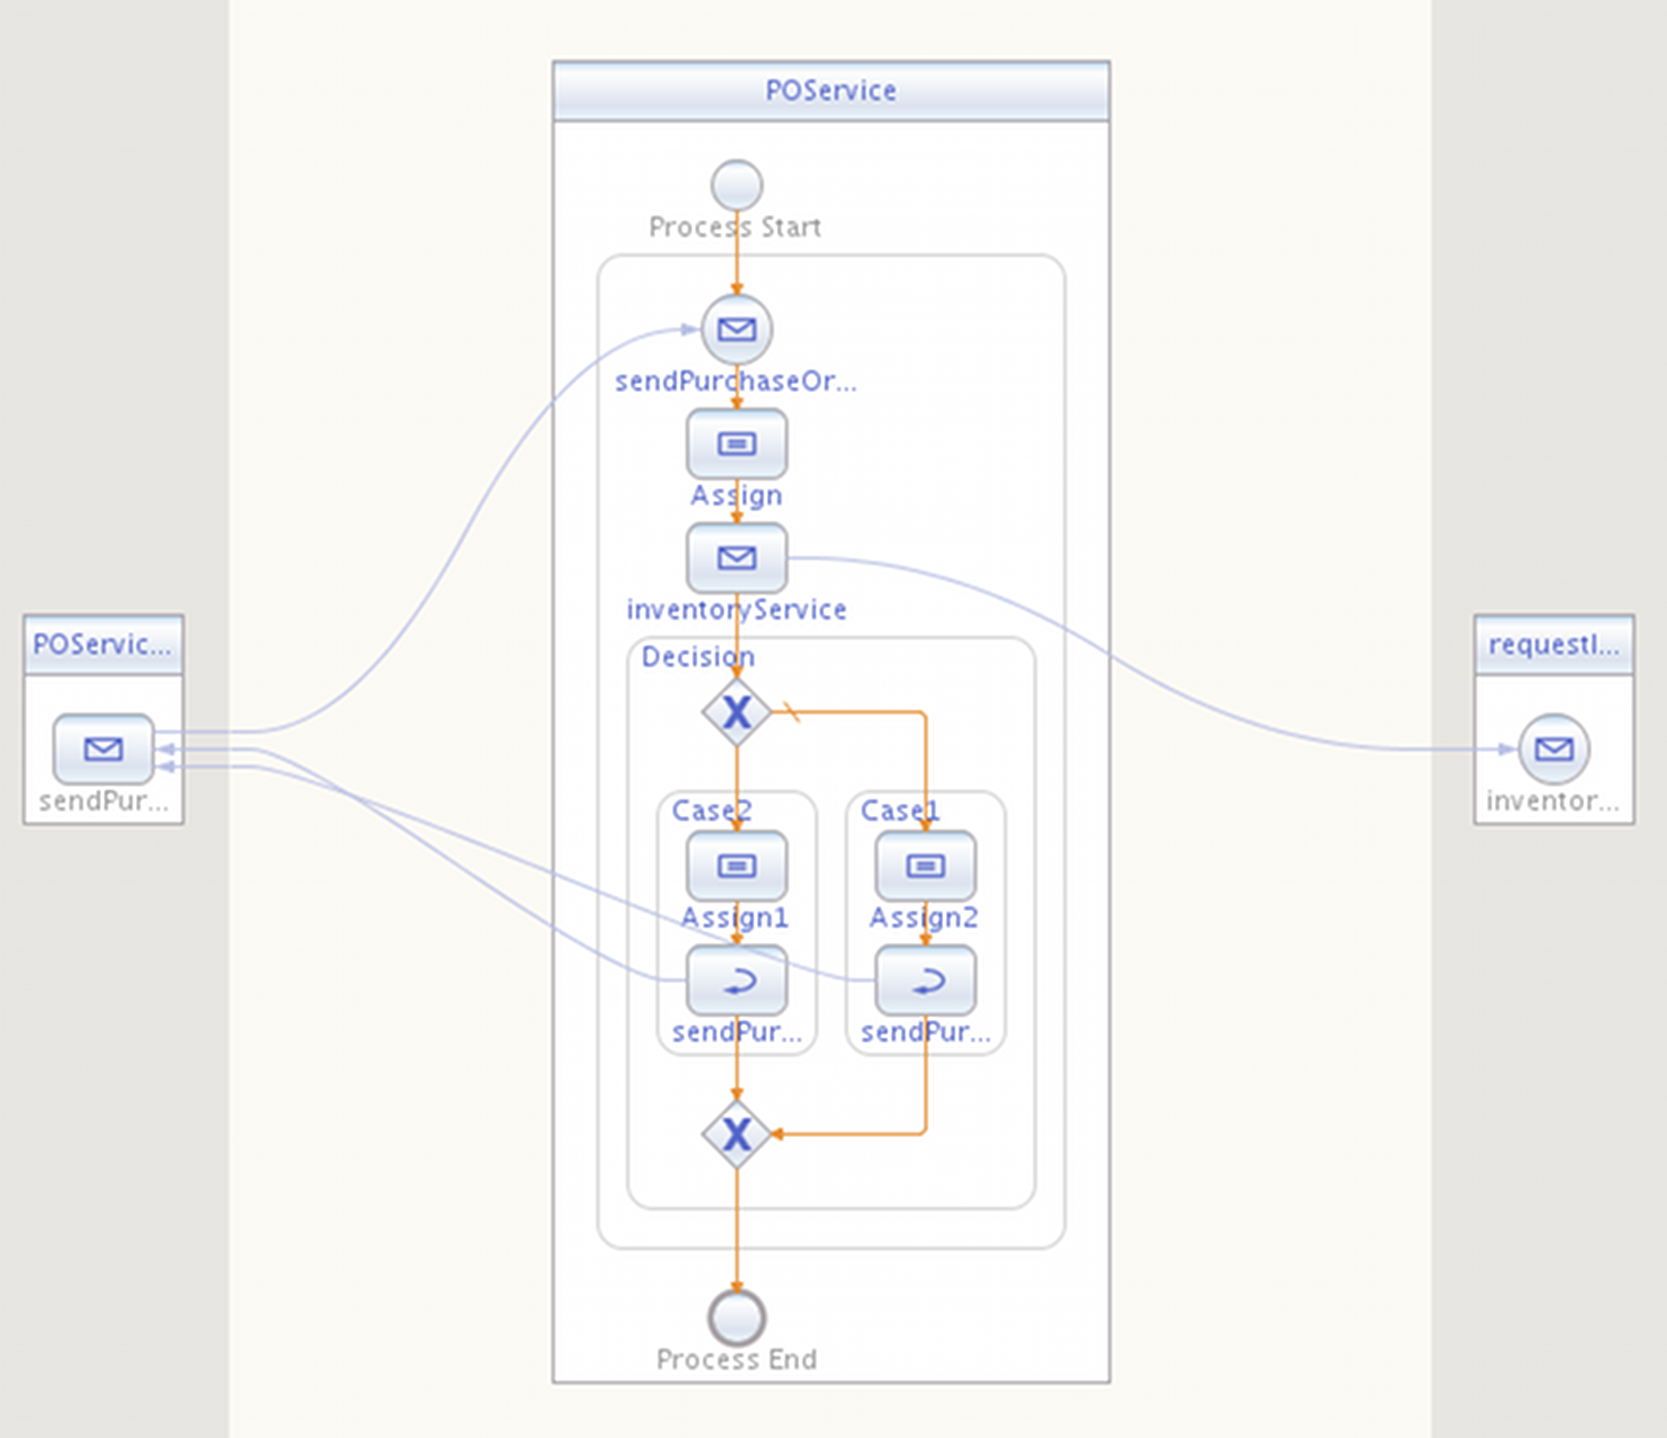 POService
Process Start
sendPurchaseOr...
Assign
inventoryService
POServic...
sendPur...
requestI...
inventor...
Decision
X
Case2
Case1
Assign1
Assign2
sendPur...
sendPur...
X
Process End